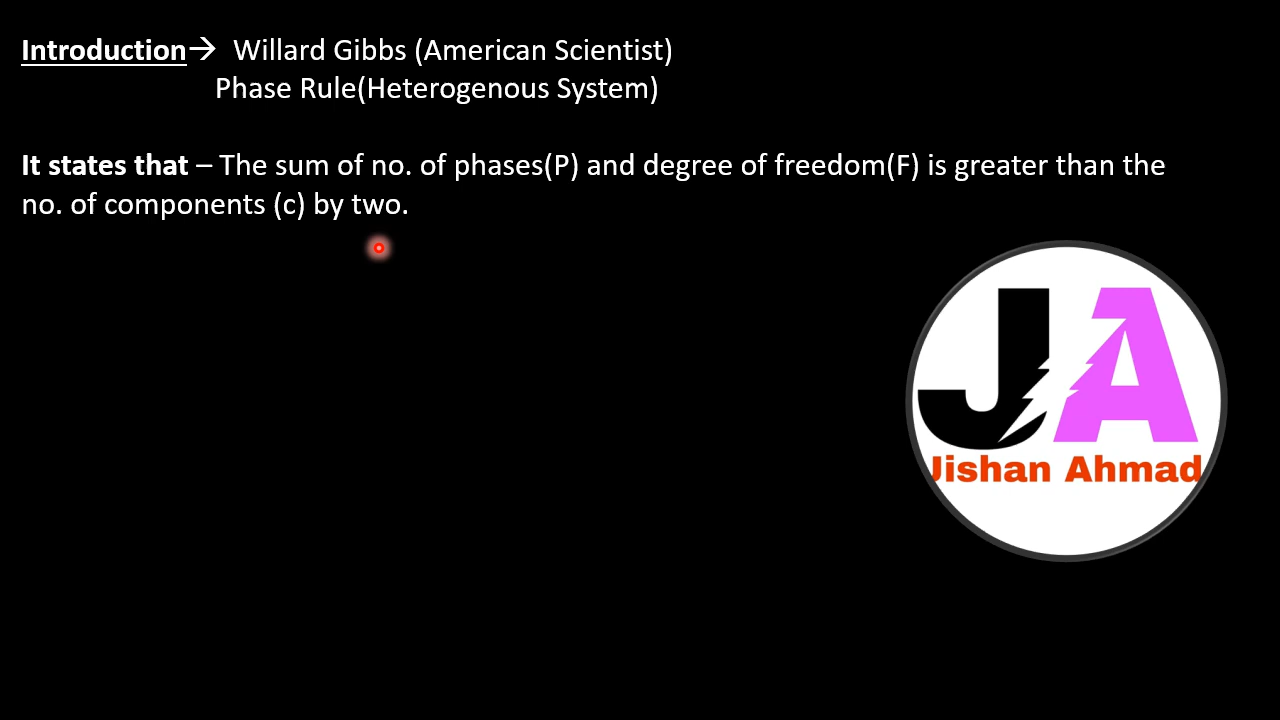 Introduction→ Willard Gibbs (American Scientist)
Phase Rule(Heterogenous System)
It states that – The sum of no. of phases(P) and degree of freedom(F) is greater than the
no. of components (c) by two.
JA
Jishan Ahmad